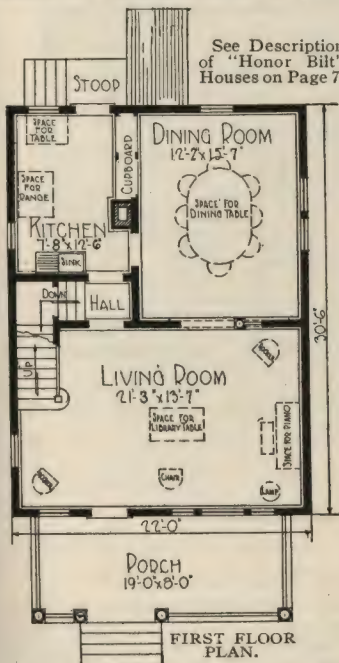 See Description
of "Honor Bilt"
Houses on Page 7
STOOP
SPACE
FOR
TABLE
CUPBOARD
DINING ROOM
12'-2"x15'-7"
SPACE
FOR
RANGE
SPACE FOR
DINING TABLE
KITCHEN
7'-8"x12'-6"
SINK
DOWN
HALL
UP
30'-6"
LIVING ROOM
21'-3"x13'-7"
ROCKER
SPACE FOR
LIBRARY TABLE
SPACE FOR PIANO
CHAIR
LAMP
22'-0"
PORCH
19'-0"x8'-0"
FIRST FLOOR
PLAN.